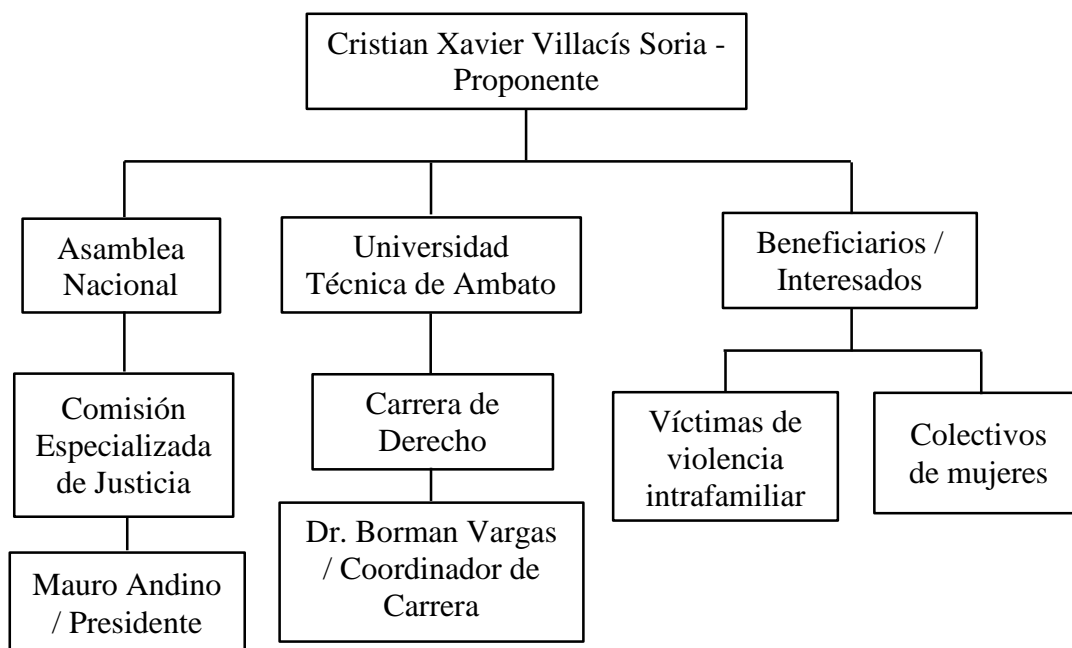 Cristian Xavier Villacís Soria -
Proponente
Asamblea
Nacional
Universidad
Técnica de Ambato
Beneficiarios /
Interesados
Comisión
Especializada
de Justicia
Carrera de
Derecho
Víctimas de
violencia
intrafamiliar
Colectivos
de mujeres
Mauro Andino
/ Presidente
Dr. Borman Vargas
/ Coordinador de
Carrera